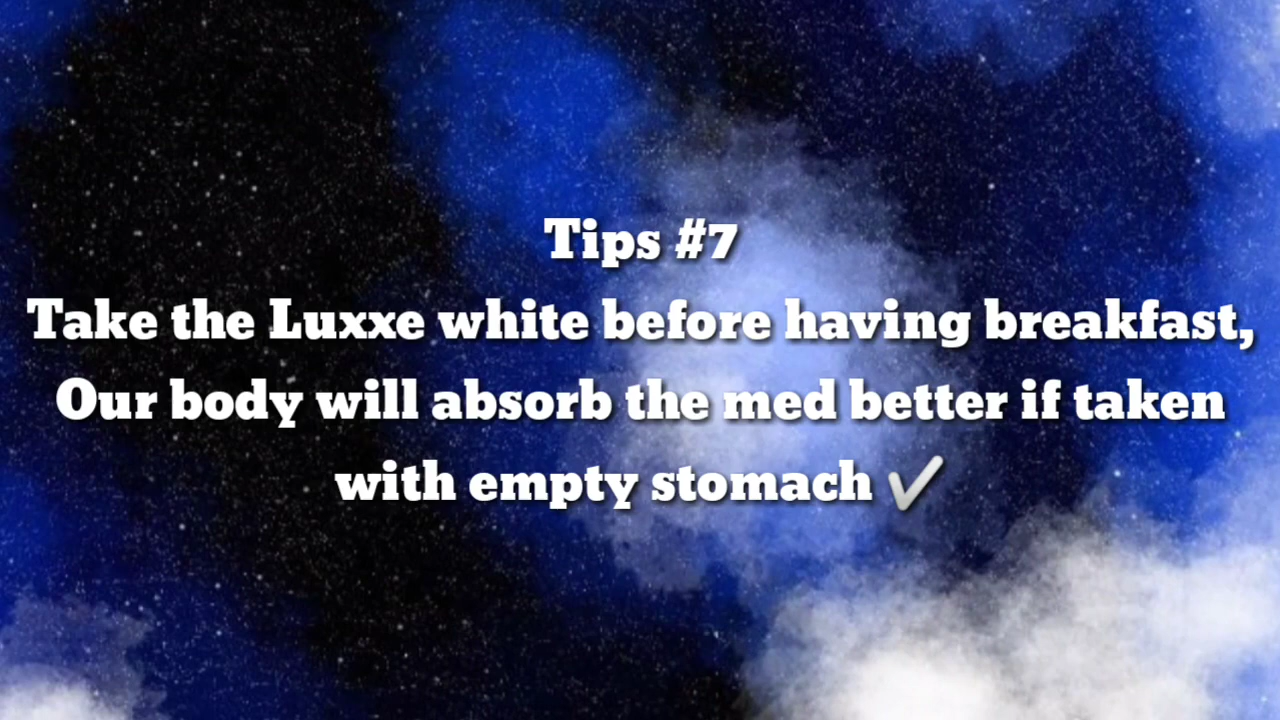 Tips #7
Take the Luxxe white before having breakfast,
Our body will absorb the med better if taken
with empty stomach ✔